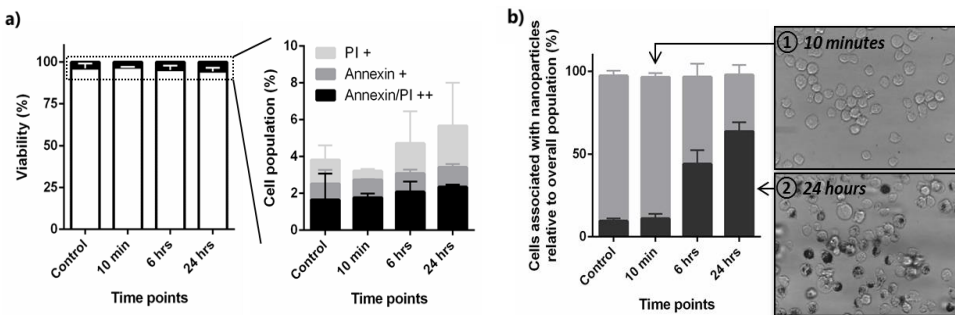 a)
Viability (%)
100
75
50
25
0
Control
10 min
6 hrs
24 hrs
Time points
Cell population (%)
10
8
6
4
2
0
PI +
Annexin +
Annexin/PI ++
Control
10 min
6 hrs
24 hrs
Time points
b)
Cells associated with nanoparticles
relative to overall population (%)
100
50
0
Control
10 min
6 hrs
24 hrs
Time points
① 10 minutes
② 24 hours